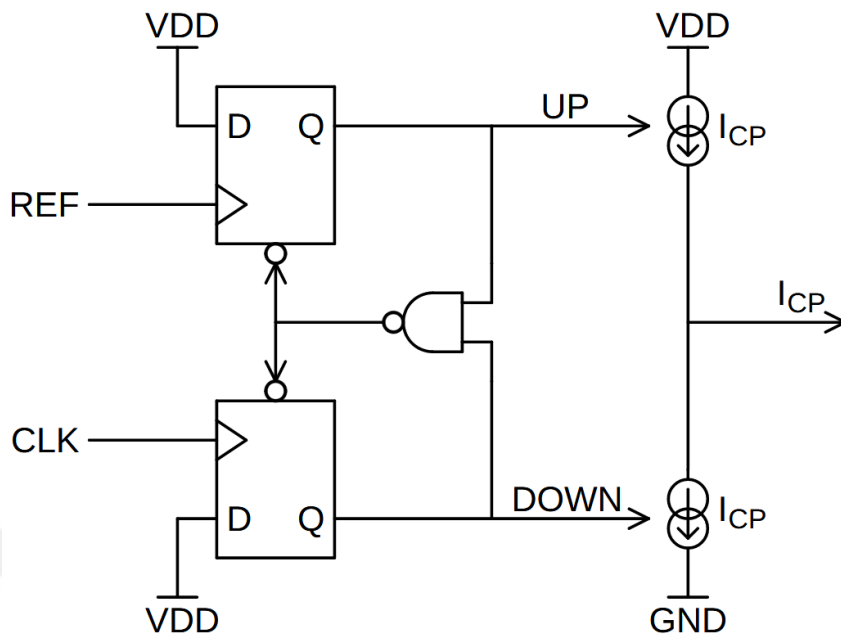 VDD
VDD
D
Q
UP
I_CP
REF
I_CP
CLK
D
Q
DOWN
I_CP
VDD
GND